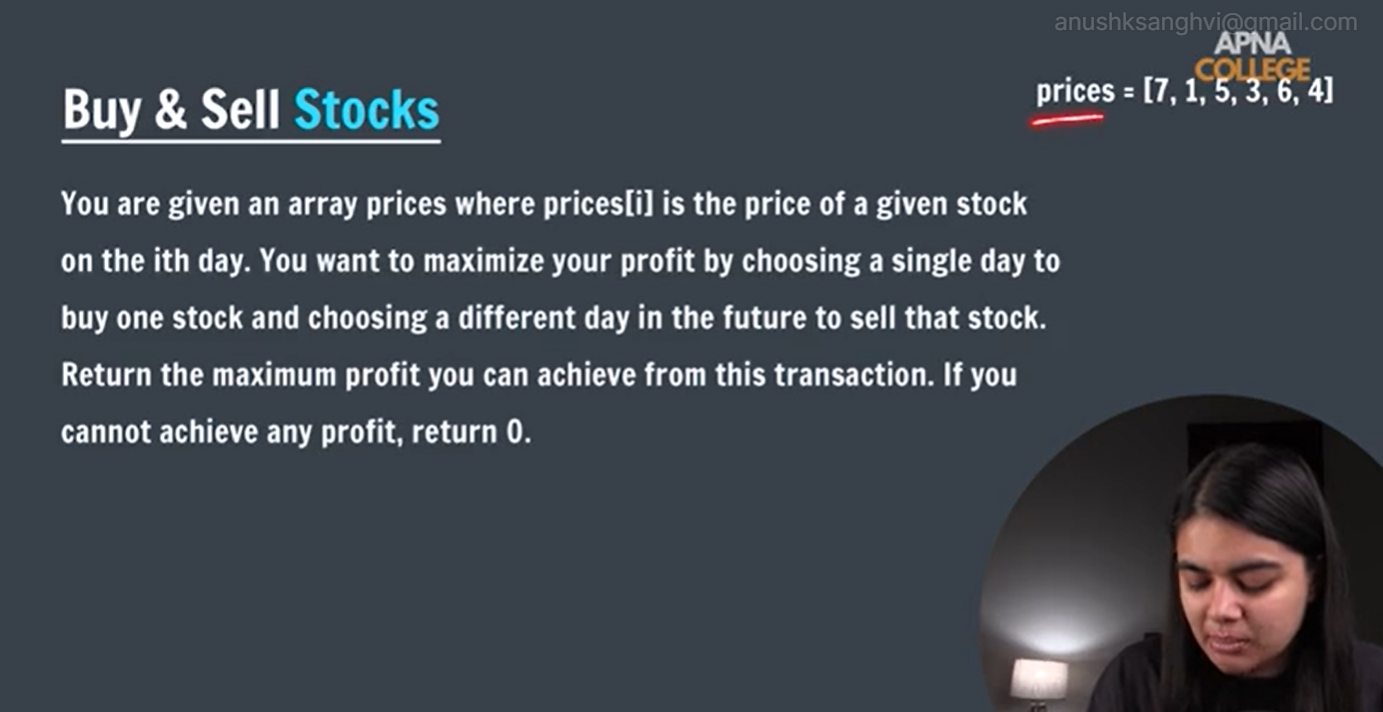 anushksanghvi@gmail.com
APNA
COLLEGE
Buy & Sell Stocks
prices = [7, 1, 5, 3, 6, 4]
You are given an array prices where prices[i] is the price of a given stock
on the ith day. You want to maximize your profit by choosing a single day to
buy one stock and choosing a different day in the future to sell that stock.
Return the maximum profit you can achieve from this transaction. If you
cannot achieve any profit, return 0.